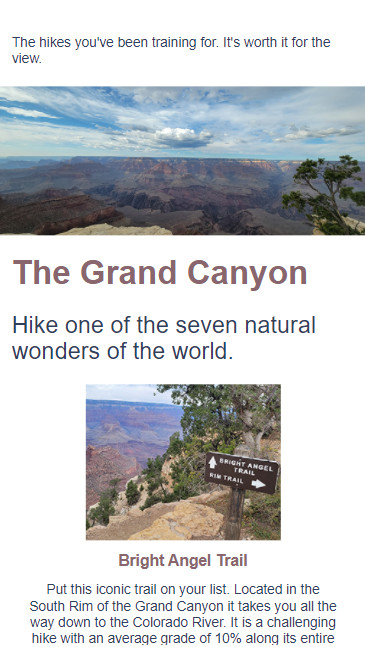 The hikes you've been training for. It's worth it for the
view.
The Grand Canyon
Hike one of the seven natural
wonders of the world.
BRIGHT ANGEL
TRAIL
RIM TRAIL
Bright Angel Trail
Put this iconic trail on your list. Located in the
South Rim of the Grand Canyon it takes you all the
way down to the Colorado River. It is a challenging
hike with an average grade of 10% along its entire